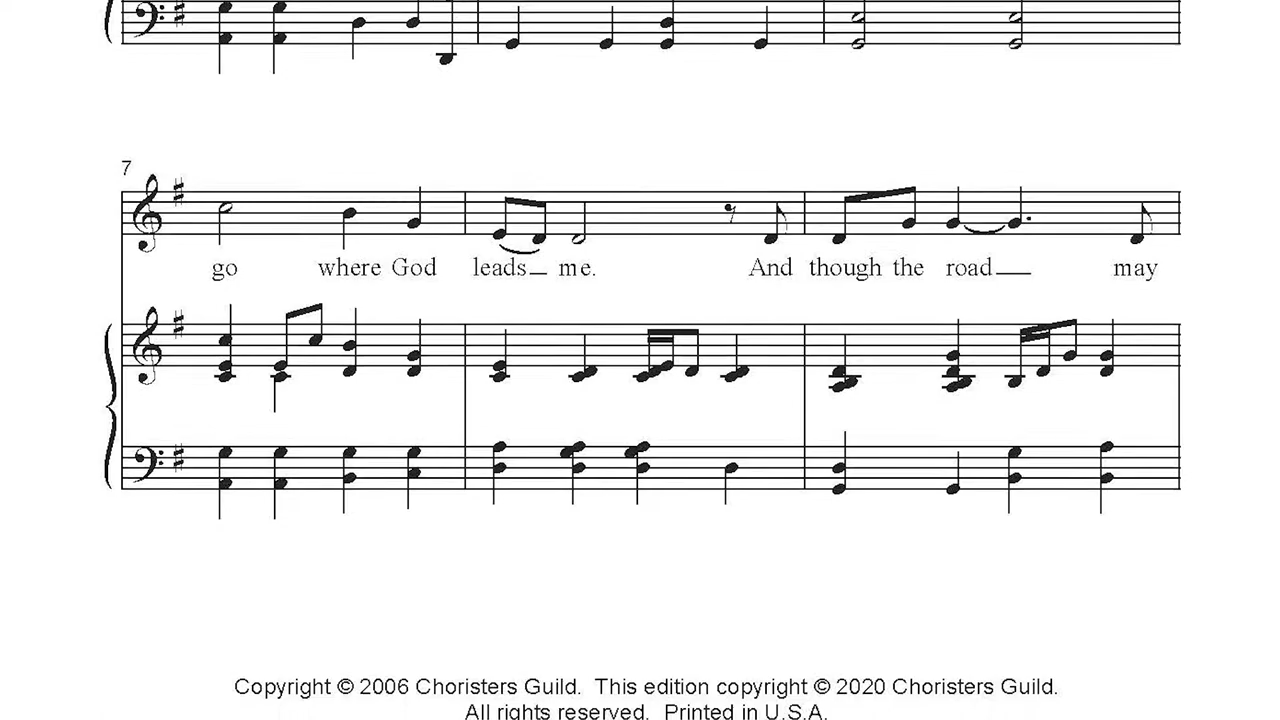 7
go where God leads me. And though the road may
Copyright © 2006 Choristers Guild. This edition copyright © 2020 Choristers Guild.
All rights reserved. Printed in U.S.A.